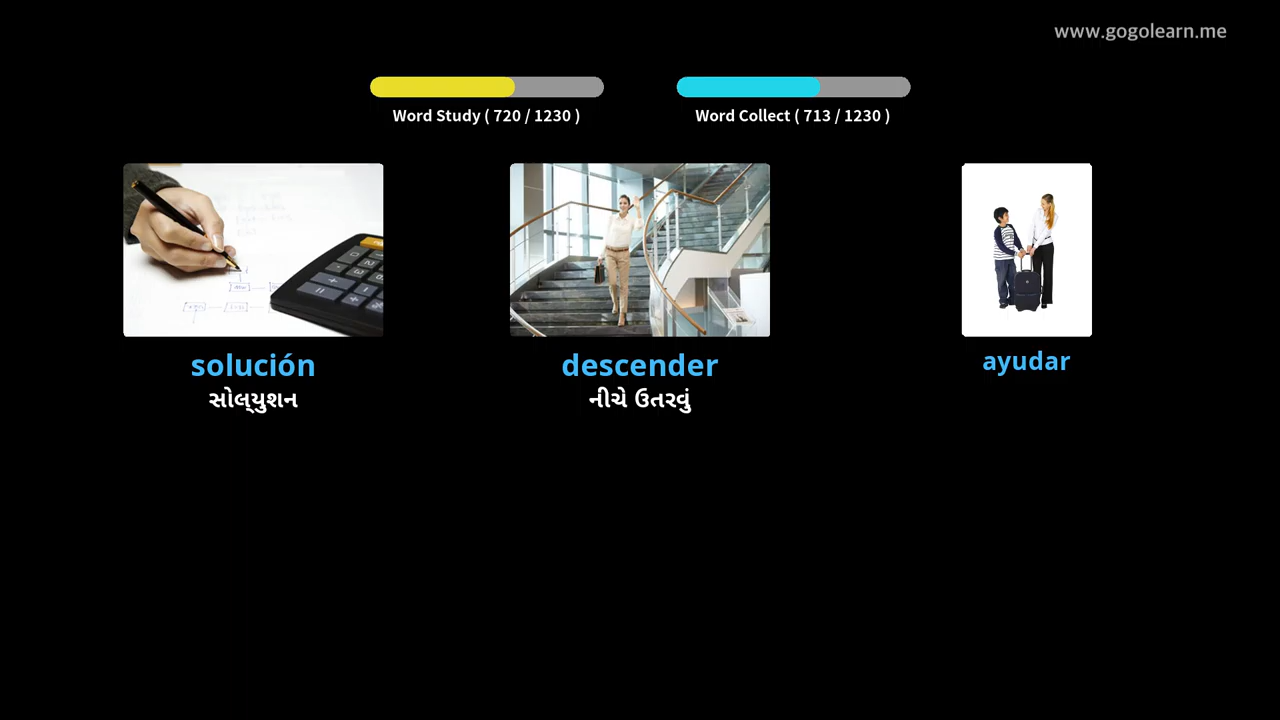 www.gogolearn.me
Word Study ( 720 / 1230 )
Word Collect ( 713 / 1230 )
solución
descender
ayudar
સોલ્યુશન
નીચે ઉતરવું